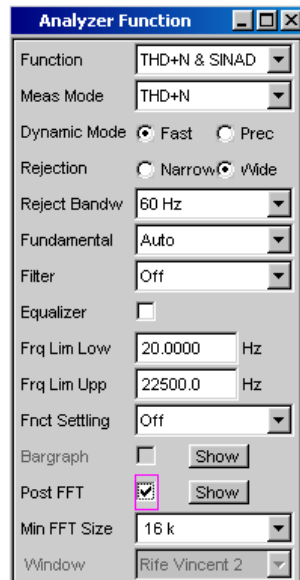 Analyzer Function
Function THD+N & SINAD
Meas Mode THD+N
Dynamic Mode Fast Prec
Rejection Narrow Wide
Reject Bandw 60 Hz
Fundamental Auto
Filter Off
Equalizer
Frq Lim Low 20.0000 Hz
Frq Lim Upp 22500.0 Hz
Fnct Settling Off
Bargraph Show
Post FFT Show
Min FFT Size 16 k
Window Rife Vincent 2